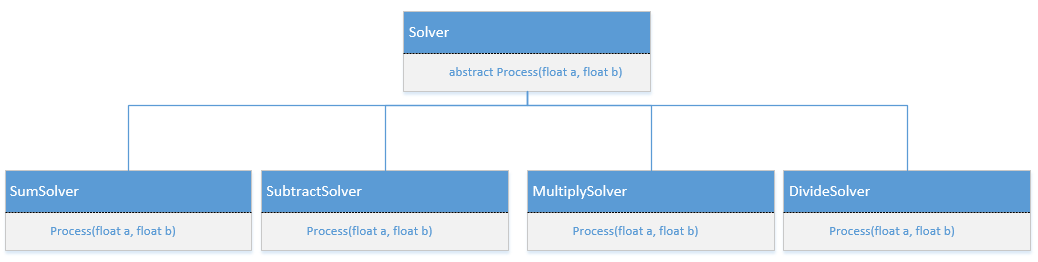 Solver
abstract Process(float a, float b)
SumSolver
Process(float a, float b)
SubtractSolver
Process(float a, float b)
MultiplySolver
Process(float a, float b)
DivideSolver
Process(float a, float b)